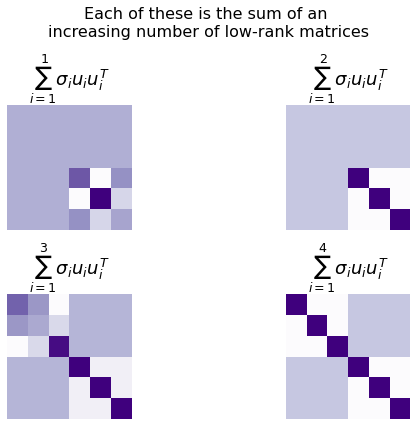 Each of these is the sum of an
increasing number of low-rank matrices
$\sum_{i=1}^{1} \sigma_i u_i u_i^T$
$\sum_{i=1}^{2} \sigma_i u_i u_i^T$
$\sum_{i=1}^{3} \sigma_i u_i u_i^T$
$\sum_{i=1}^{4} \sigma_i u_i u_i^T$